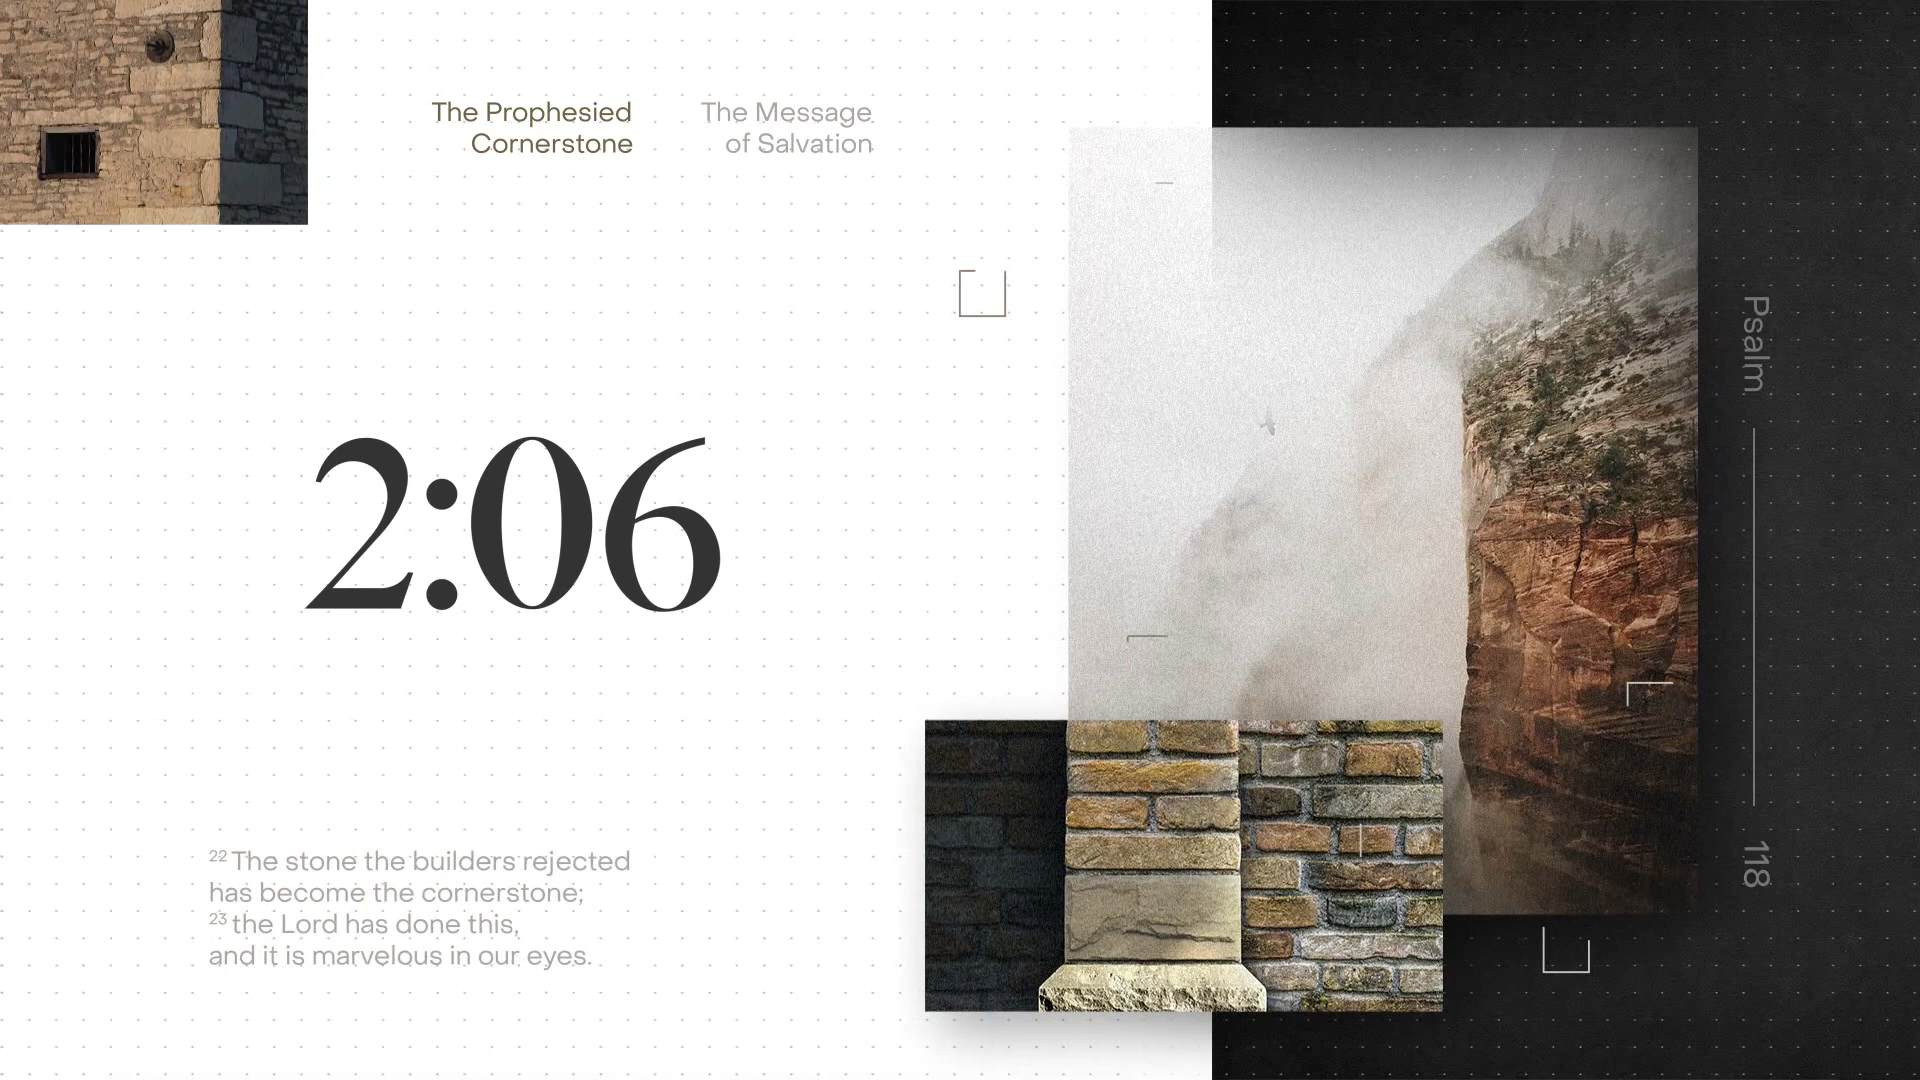 The Prophesied
Cornerstone
The Message
of Salvation
2:06
22 The stone the builders rejected
has become the cornerstone;
23 the Lord has done this,
and it is marvelous in our eyes.
Psalm
118